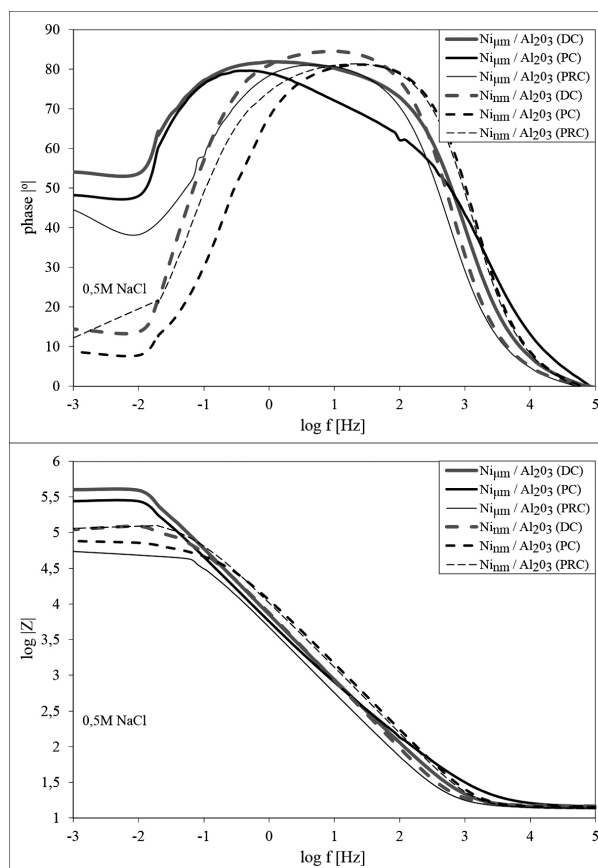 90
80
70
60
50
40
30
20
10
0
phase |º|
-3 -2 -1 0 1 2 3 4 5
log f [Hz]
0,5M NaCl
Niμm / Al2o3 (DC)
Niμm / Al2o3 (PC)
Niμm / Al2o3 (PRC)
Ninm / Al2o3 (DC)
Ninm / Al2o3 (PC)
Ninm / Al2o3 (PRC)
6
5,5
5
4,5
4
3,5
3
2,5
2
1,5
1
log |Z|
-3 -2 -1 0 1 2 3 4 5
log f [Hz]
0,5M NaCl
Niμm / Al2o3 (DC)
Niμm / Al2o3 (PC)
Niμm / Al2o3 (PRC)
Ninm / Al2o3 (DC)
Ninm / Al2o3 (PC)
Ninm / Al2o3 (PRC)